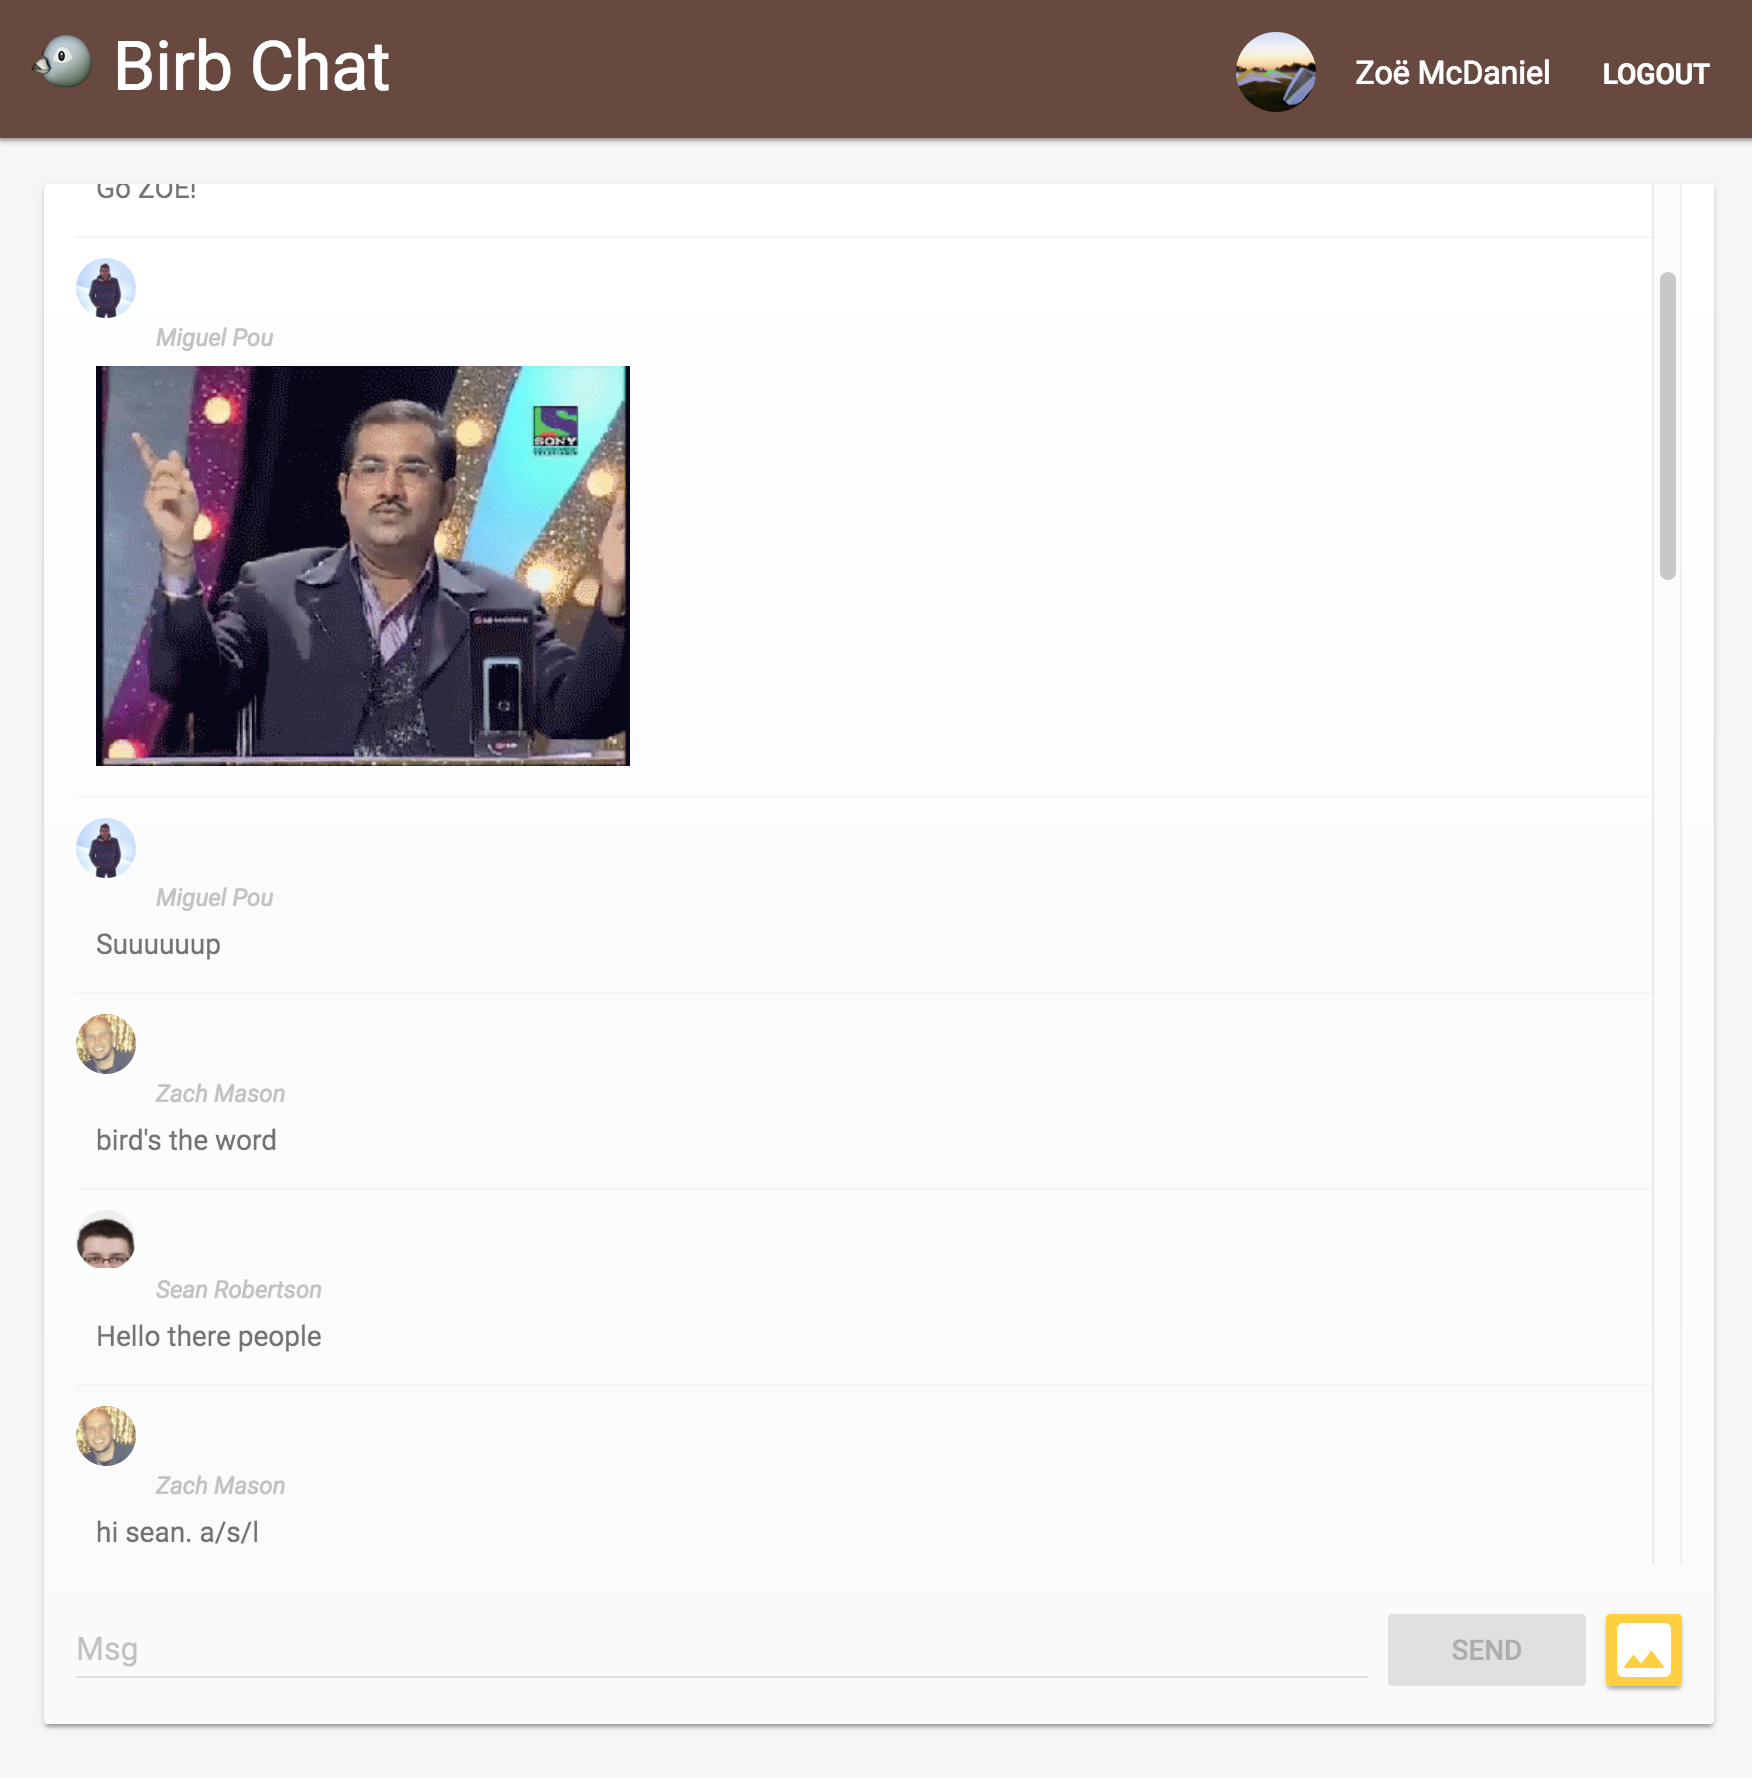 Birb Chat
Zoë McDaniel
LOGOUT
Go ZOE!
Miguel Pou
SONY
Miguel Pou
Suuuuuup
Zach Mason
bird's the word
Sean Robertson
Hello there people
Zach Mason
hi sean. a/s/l
Msg
SEND